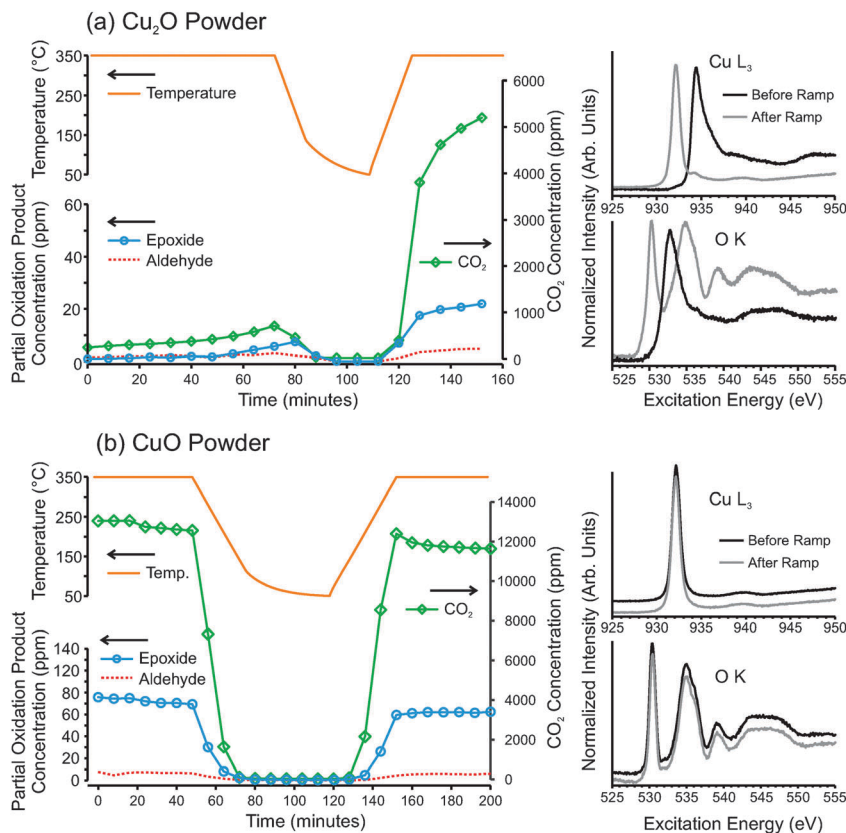 (a) Cu₂O Powder
Temperature (°C)
350
250
150
50
Temperature
Partial Oxidation Product
Concentration (ppm)
60
40
20
0
Epoxide
Aldehyde
CO₂
CO₂ Concentration (ppm)
6000
5000
4000
3000
2000
1000
0
0 20 40 60 80 100 120 140 160
Time (minutes)
Normalized Intensity (Arb. Units)
Cu L₃
Before Ramp
After Ramp
925 930 935 940 945 950
O K
525 530 535 540 545 550 555
Excitation Energy (eV)
(b) CuO Powder
Temperature (°C)
350
250
150
50
Temp.
Partial Oxidation Product
Concentration (ppm)
140
120
100
80
60
40
20
0
Epoxide
Aldehyde
CO₂
CO₂ Concentration (ppm)
14000
12000
10000
8000
6000
4000
2000
0
0 20 40 60 80 100 120 140 160 180 200
Time (minutes)
Normalized Intensity (Arb. Units)
Cu L₃
Before Ramp
After Ramp
925 930 935 940 945 950
O K
525 530 535 540 545 550 555
Excitation Energy (eV)